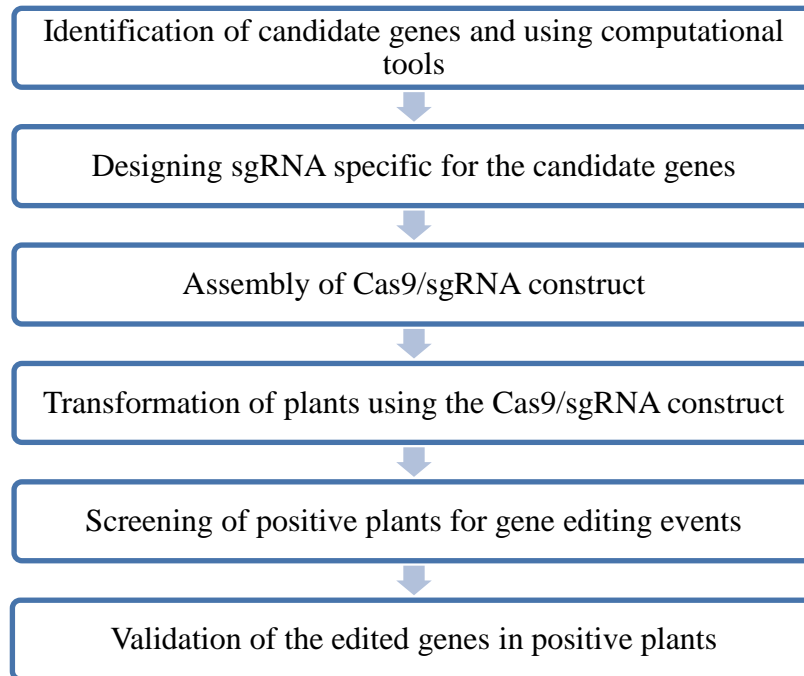 Identification of candidate genes and using computational
tools
Designing sgRNA specific for the candidate genes
Assembly of Cas9/sgRNA construct
Transformation of plants using the Cas9/sgRNA construct
Screening of positive plants for gene editing events
Validation of the edited genes in positive plants